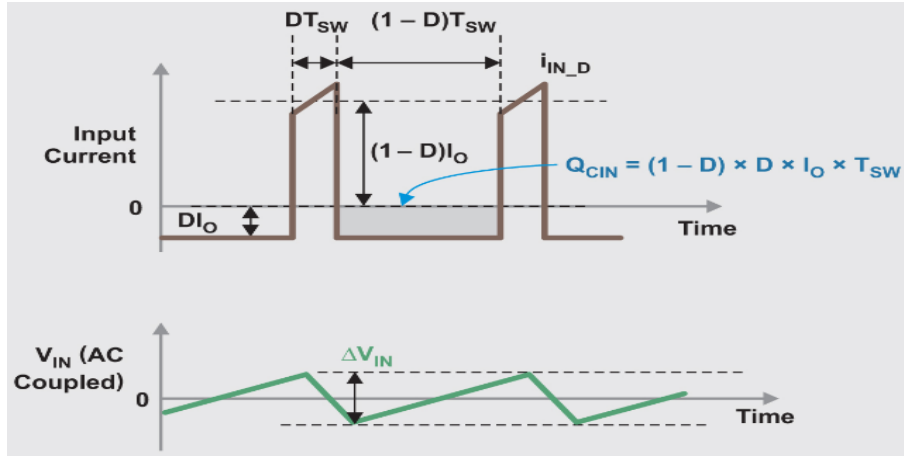 DT_SW (1 – D)T_SW
i_IN_D
Input
Current
(1 – D)I_O
Q_CIN = (1 – D) × D × I_O × T_SW
0
DI_O
Time
V_IN (AC
Coupled)
ΔV_IN
0
Time